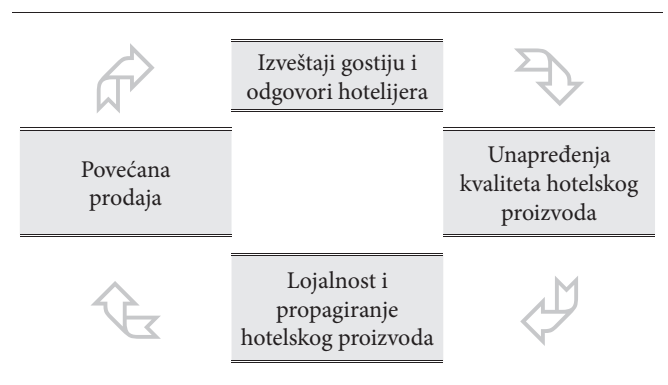 Izveštaji gostiju i
odgovori hotelijera
Povećana
prodaja
Unapređenja
kvaliteta hotelskog
proizvoda
Lojalnost i
propagiranje
hotelskog proizvoda